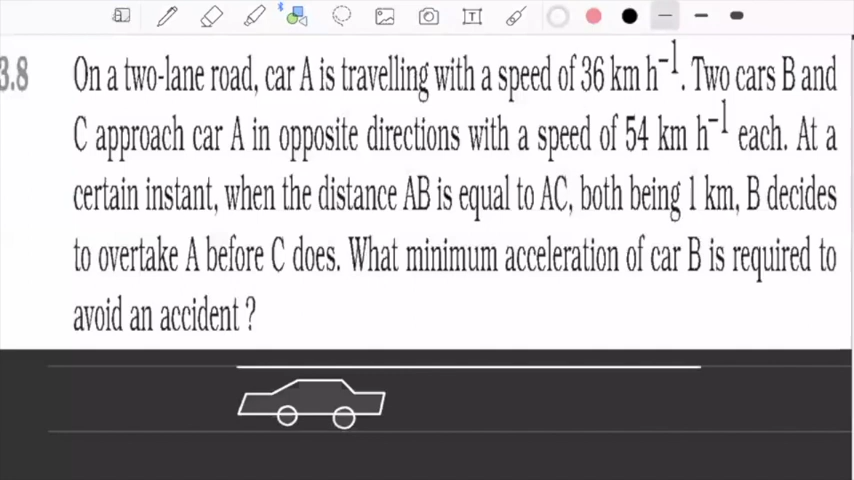 3.8 On a two-lane road, car A is travelling with a speed of 36 km h⁻¹. Two cars B and
C approach car A in opposite directions with a speed of 54 km h⁻¹ each. At a
certain instant, when the distance AB is equal to AC, both being 1 km, B decides
to overtake A before C does. What minimum acceleration of car B is required to
avoid an accident ?